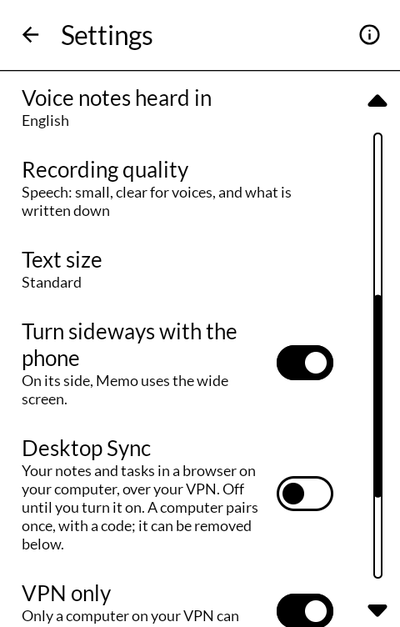 Settings
Voice notes heard in
English
Recording quality
Speech: small, clear for voices, and what is
written down
Text size
Standard
Turn sideways with the
phone
On its side, Memo uses the wide
screen.
Desktop Sync
Your notes and tasks in a browser on
your computer, over your VPN. Off
until you turn it on. A computer pairs
once, with a code; it can be removed
below.
VPN only
Only a computer on your VPN can